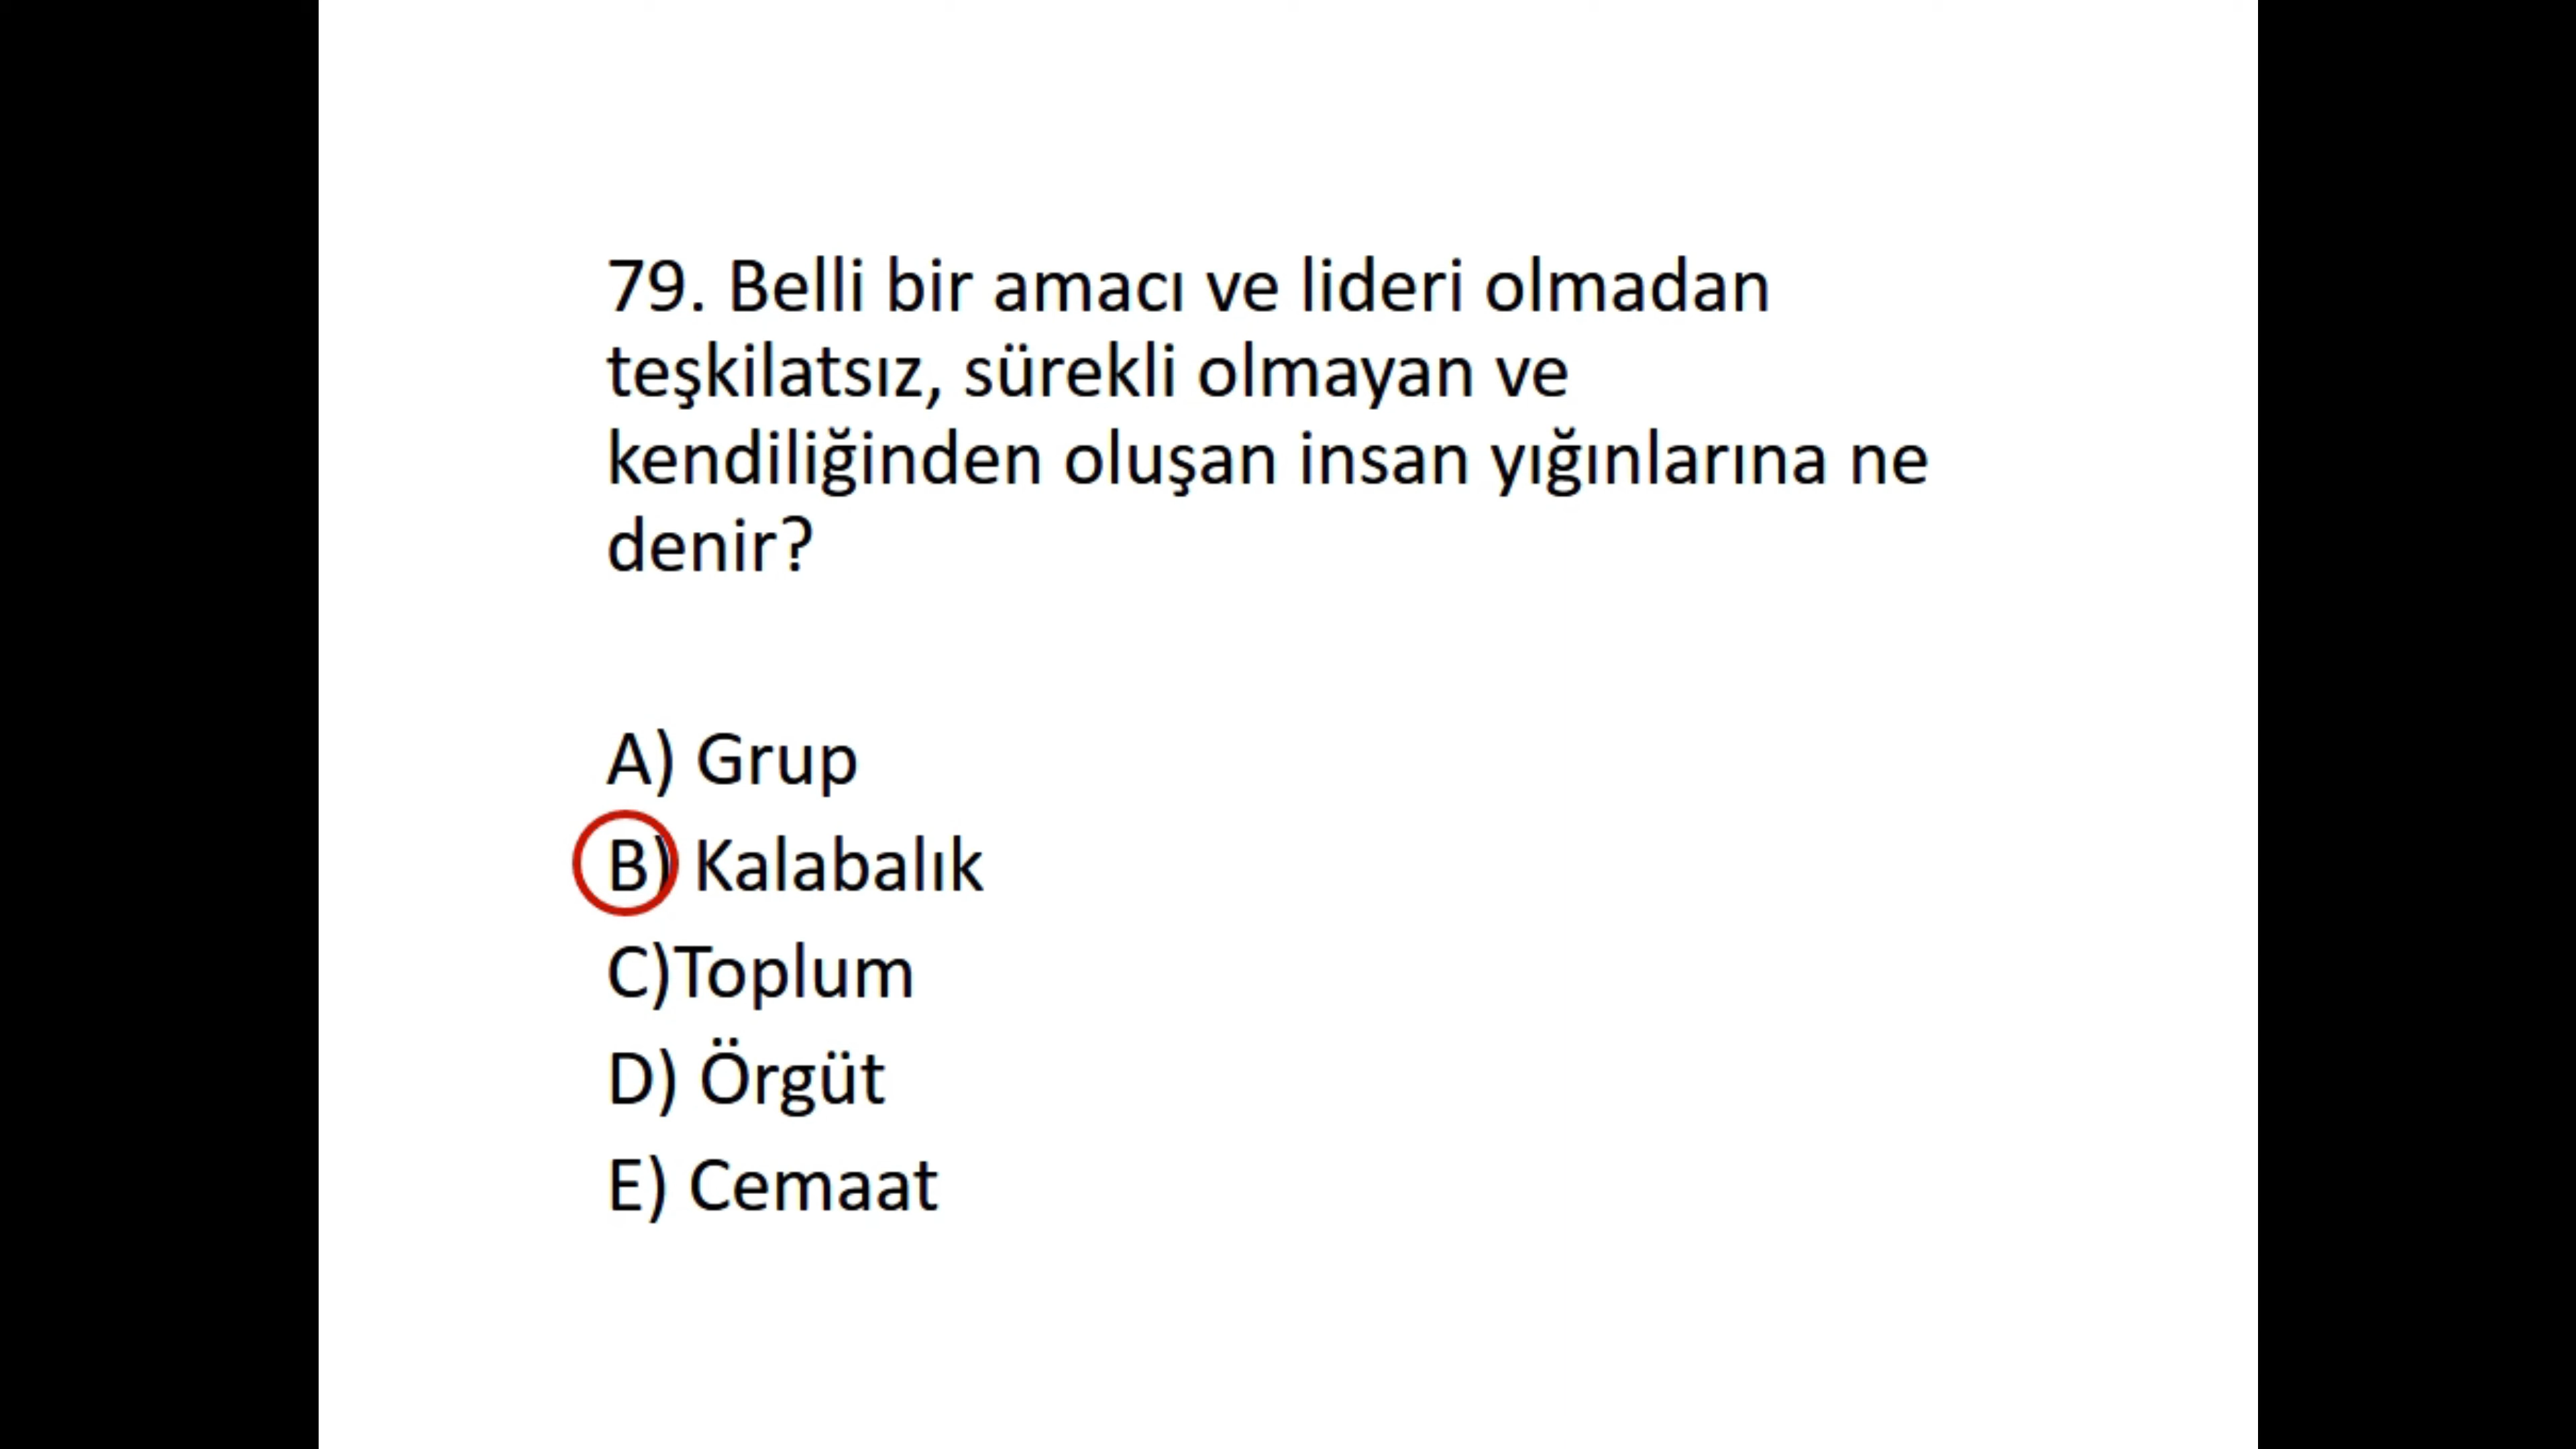 79. Belli bir amacı ve lideri olmadan
teşkilatsız, sürekli olmayan ve
kendiliğinden oluşan insan yığınlarına ne
denir?
A) Grup
B) Kalabalık
C)Toplum
D) Örgüt
E) Cemaat